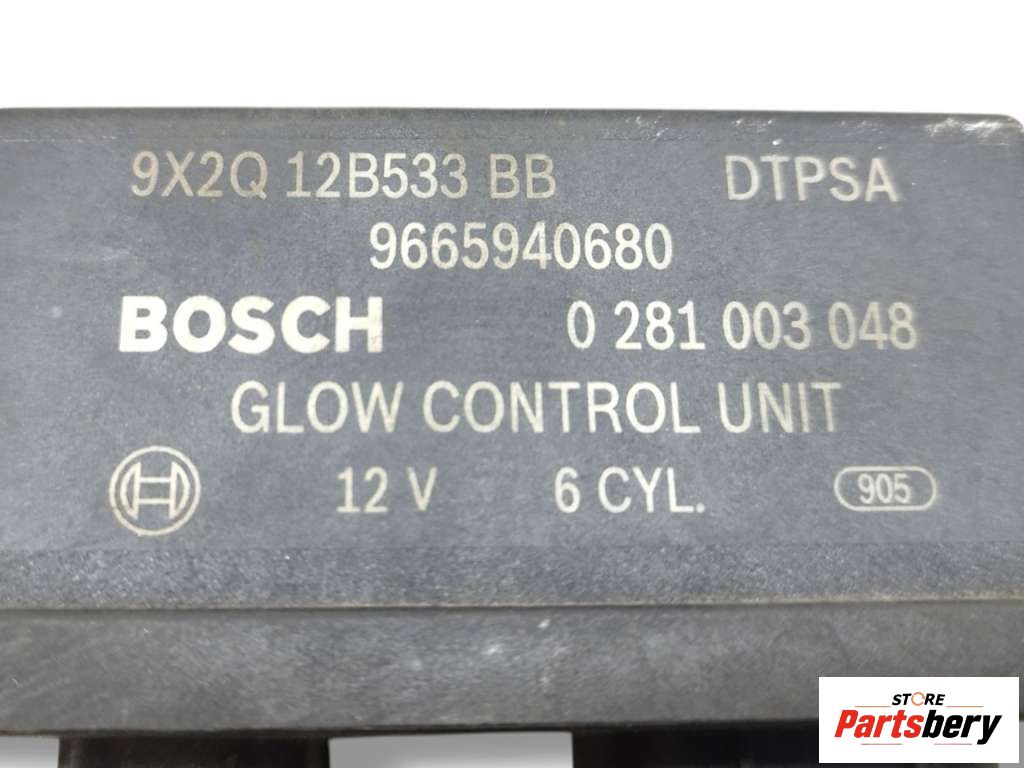 9X2Q 12B533 BB DTPSA
9665940680
BOSCH 0 281 003 048
GLOW CONTROL UNIT
12 V 6 CYL. 905
STORE
Partsbery